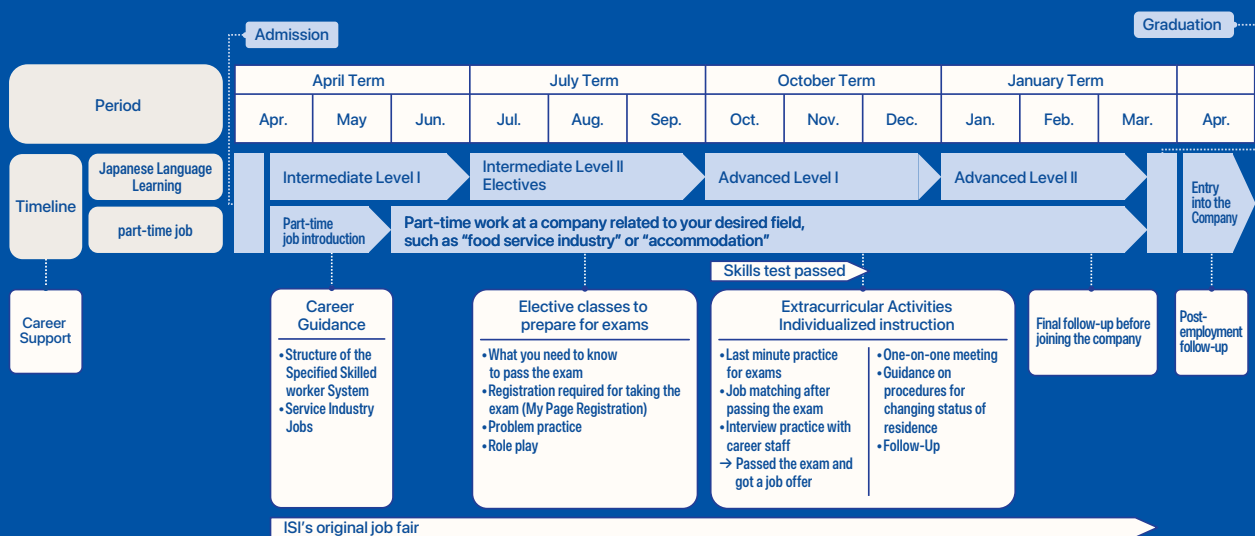 Admission
Graduation
Period
April Term
July Term
October Term
January Term
Apr.
May
Jun.
Jul.
Aug.
Sep.
Oct.
Nov.
Dec.
Jan.
Feb.
Mar.
Apr.
Timeline
Japanese Language
Learning
Intermediate Level I
Intermediate Level II
Electives
Advanced Level I
Advanced Level II
Entry
into the
Company
part-time job
Part-time
job introduction
Part-time work at a company related to your desired field,
such as “food service industry” or “accommodation”
Skills test passed
Career
Support
Career
Guidance
•Structure of the
Specified Skilled
worker System
•Service Industry
Jobs
Elective classes to
prepare for exams
•What you need to know
to pass the exam
•Registration required for taking the
exam (My Page Registration)
•Problem practice
•Role play
Extracurricular Activities
Individualized instruction
•Last minute practice
for exams
•Job matching after
passing the exam
•Interview practice with
career staff
→ Passed the exam and
got a job offer
•One-on-one meeting
•Guidance on
procedures for
changing status of
residence
•Follow-Up
Final follow-up before
joining the company
Post-
employment
follow-up
ISI’s original job fair